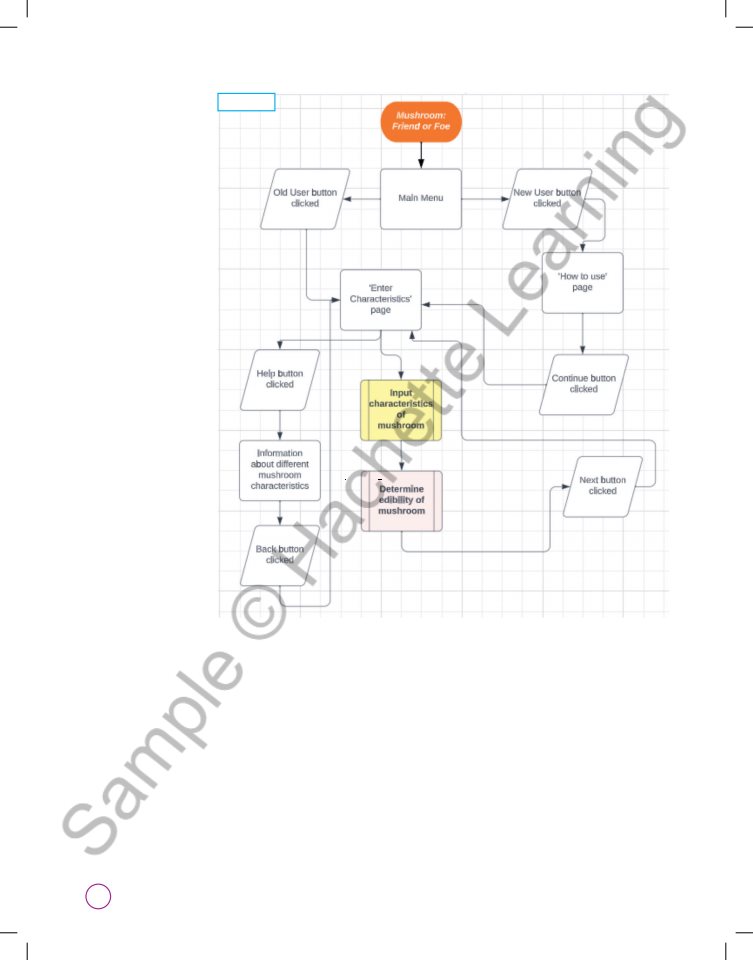 Mushroom:
Friend or Foe
Old User button
clicked
Main Menu
New User button
clicked
'How to use'
page
'Enter
Characteristics'
page
Help button
clicked
Continue button
clicked
Input
characteristics
of
mushroom
Information
about different
mushroom
characteristics
Determine
edibility of
mushroom
Next button
clicked
Back button
clicked
Sample © Hachette Learning